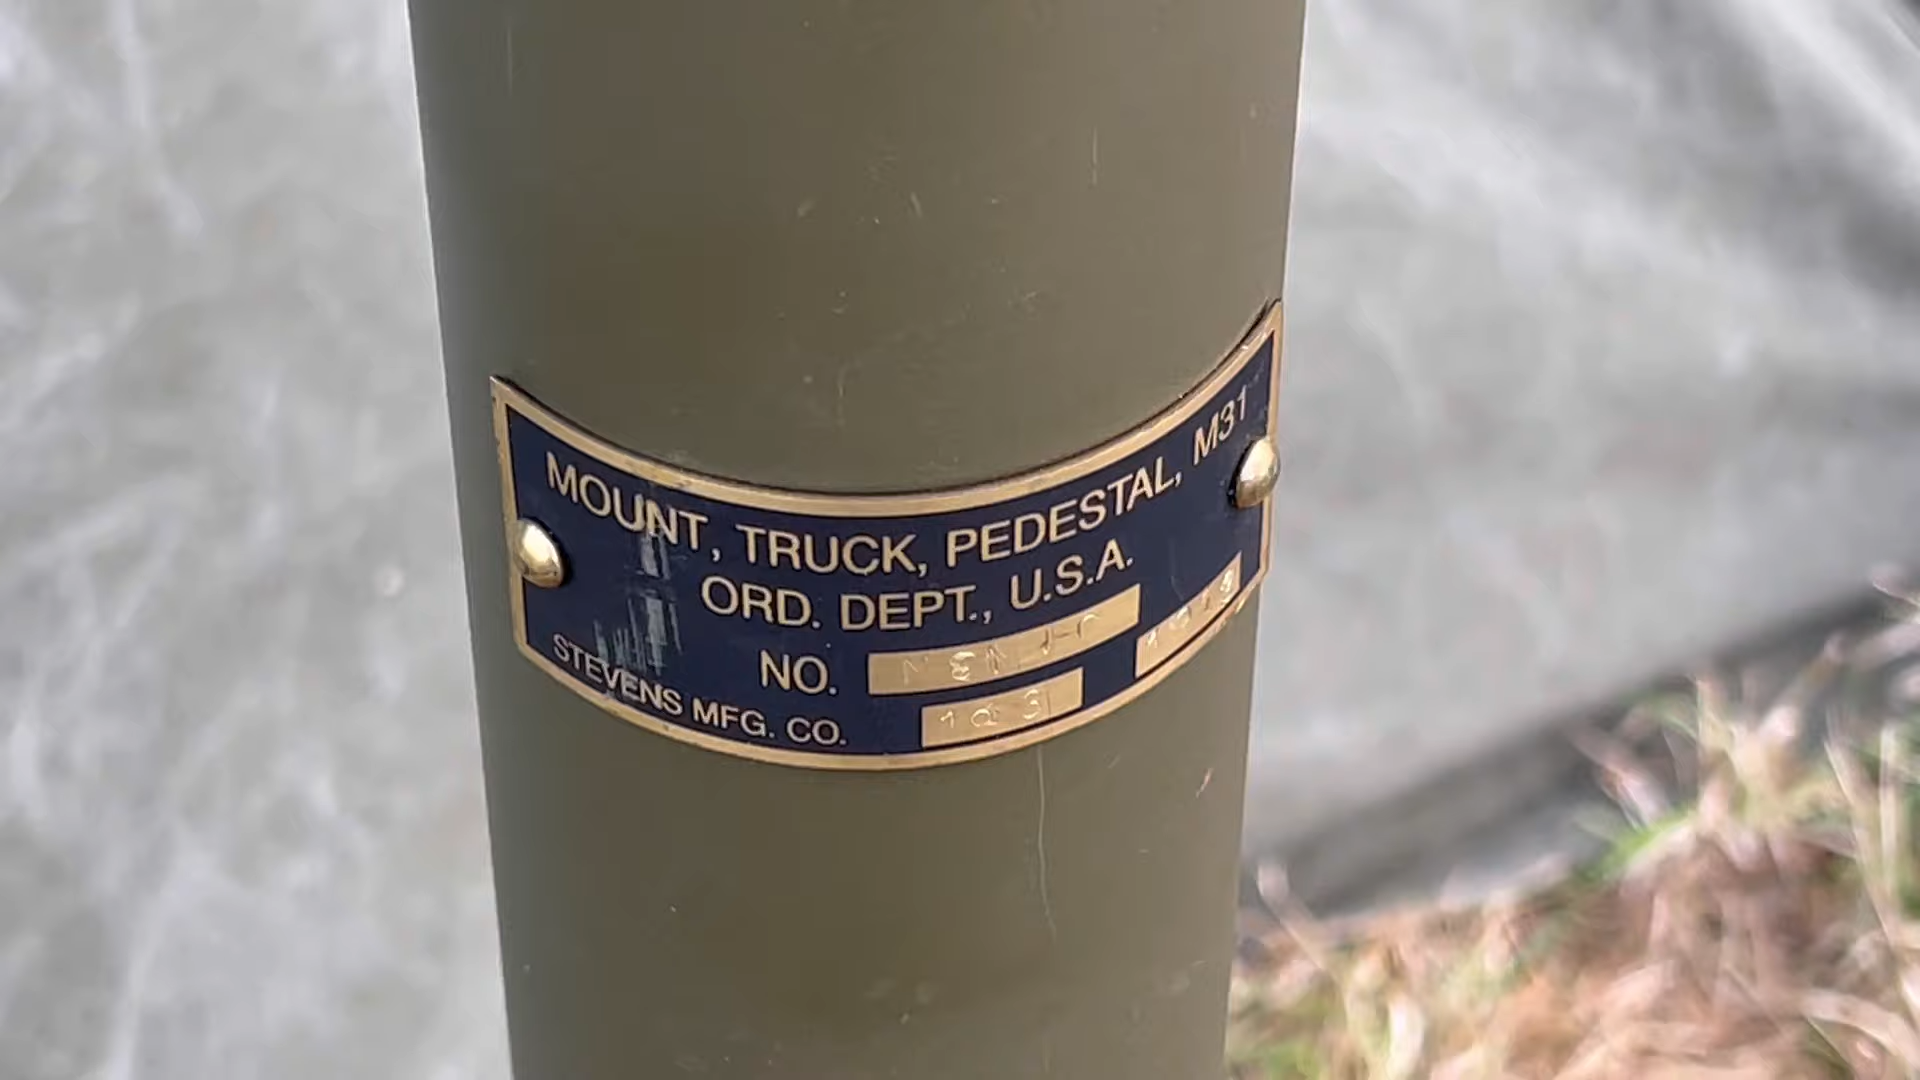 MOUNT, TRUCK, PEDESTAL, M31
ORD. DEPT., U.S.A.
NO.
STEVENS MFG. CO.